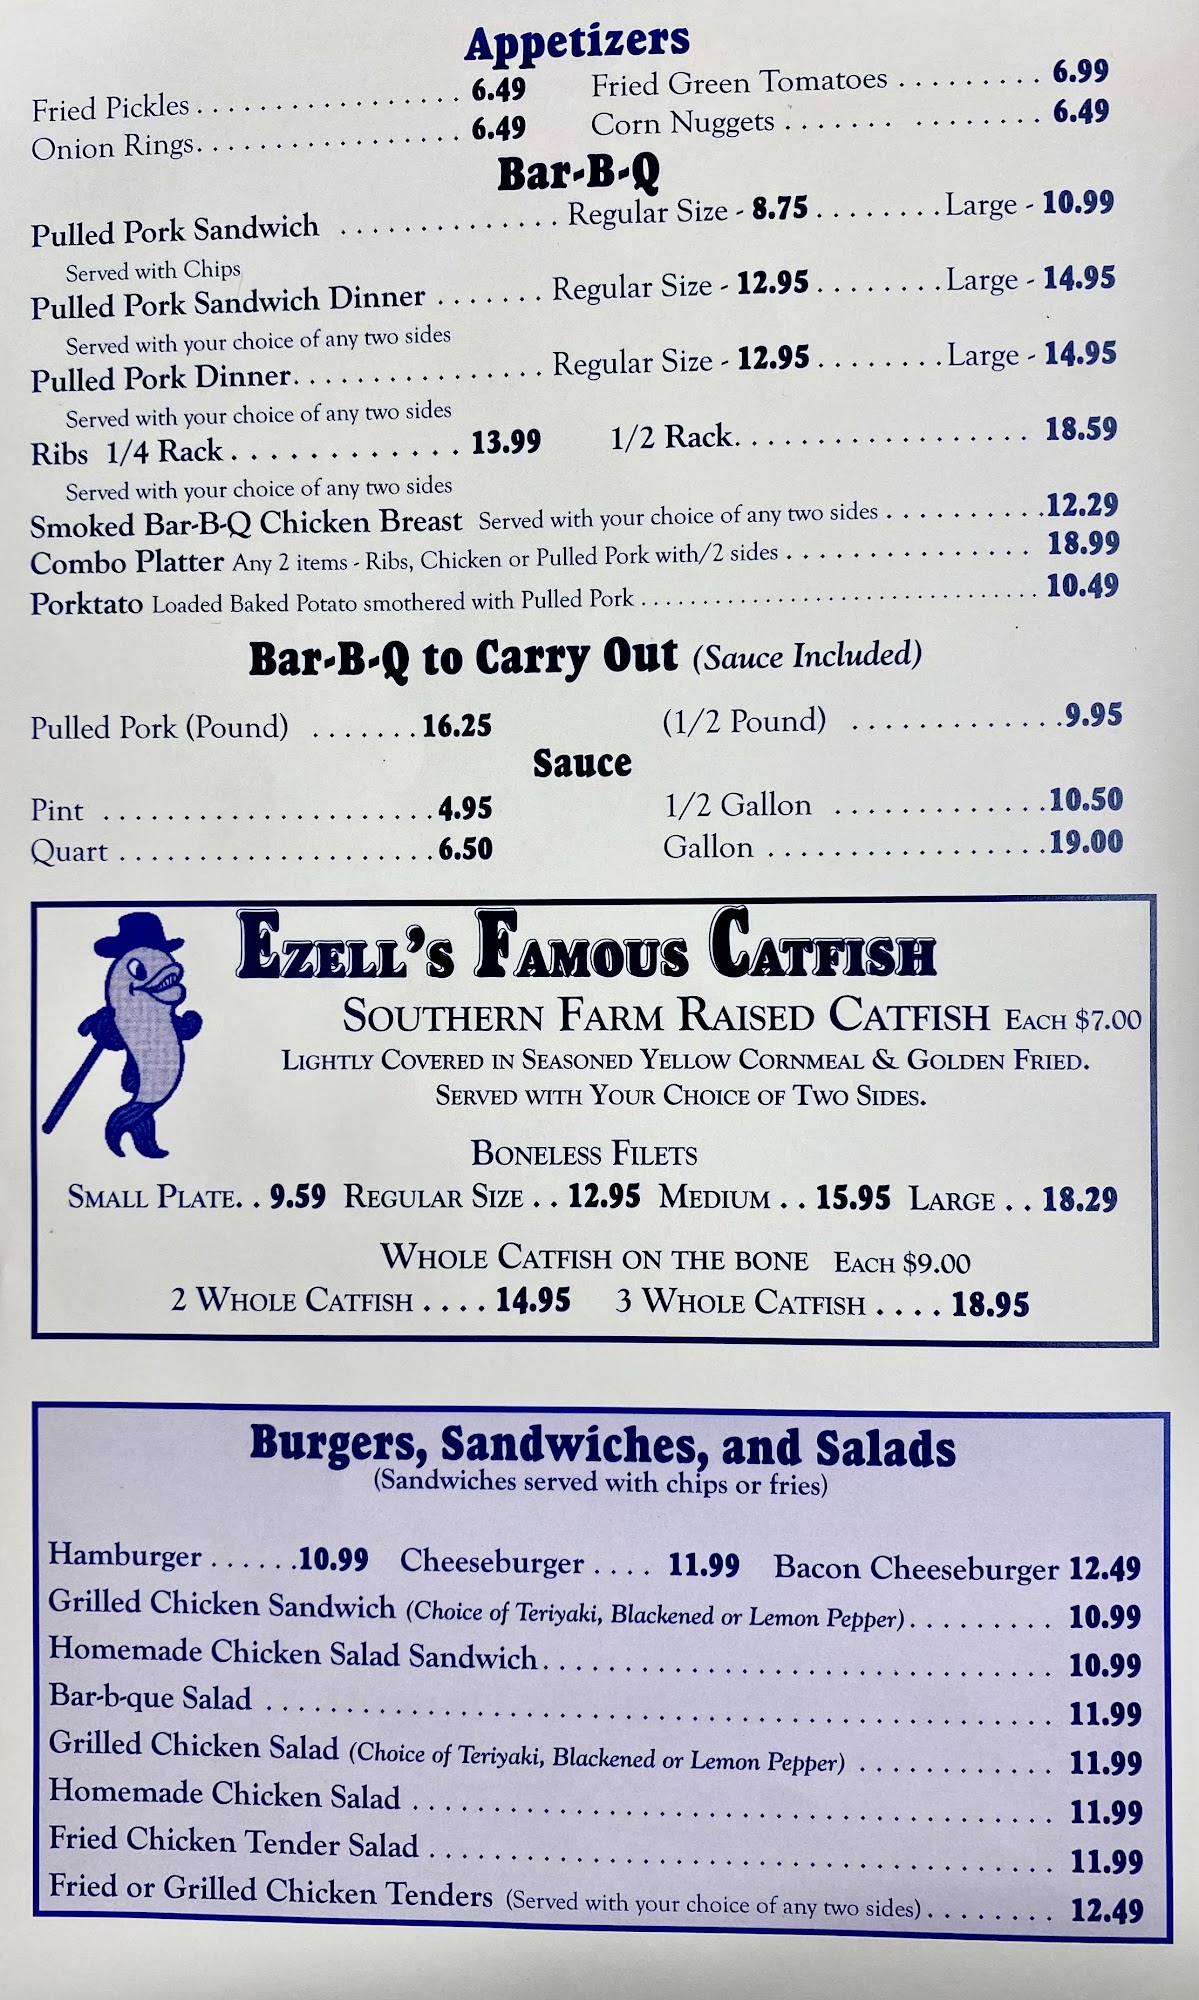 Appetizers
Fried Pickles . . . . . . . . . . . . . . . . . 6.49 Fried Green Tomatoes . . . . . . . . . 6.99
Onion Rings. . . . . . . . . . . . . . . . . 6.49 Corn Nuggets . . . . . . . . . . . . . . . 6.49
Bar-B-Q
Pulled Pork Sandwich . . . . . . . . . . . . . . Regular Size - 8.75 . . . . . . . . Large - 10.99
Served with Chips
Pulled Pork Sandwich Dinner . . . . . . . Regular Size - 12.95 . . . . . . . . Large - 14.95
Served with your choice of any two sides
Pulled Pork Dinner. . . . . . . . . . . . . . . . Regular Size - 12.95 . . . . . . . . Large - 14.95
Served with your choice of any two sides
Ribs 1/4 Rack . . . . . . . . . . . . 13.99 1/2 Rack. . . . . . . . . . . . . . . . . . 18.59
Served with your choice of any two sides
Smoked Bar-B-Q Chicken Breast Served with your choice of any two sides . . . . . . . . . . 12.29
Combo Platter Any 2 items - Ribs, Chicken or Pulled Pork with/2 sides . . . . . . . . . . . . . . . . 18.99
Porktato Loaded Baked Potato smothered with Pulled Pork . . . . . . . . . . . . . . . . . . . . . . . . . . . . . . . . 10.49
Bar-B-Q to Carry Out (Sauce Included)
Pulled Pork (Pound) . . . . . . . 16.25 (1/2 Pound) . . . . . . . . . . . . . 9.95
Sauce
Pint . . . . . . . . . . . . . . . . . . . . . 4.95 1/2 Gallon . . . . . . . . . . . . . 10.50
Quart . . . . . . . . . . . . . . . . . . . . 6.50 Gallon . . . . . . . . . . . . . . . . . 19.00
Ezell's Famous Catfish
Southern Farm Raised Catfish Each $7.00
Lightly Covered in Seasoned Yellow Cornmeal & Golden Fried.
Served with Your Choice of Two Sides.
Boneless Filets
Small Plate. . 9.59 Regular Size . . 12.95 Medium . . 15.95 Large . . 18.29
Whole Catfish on the bone Each $9.00
2 Whole Catfish . . . . 14.95 3 Whole Catfish . . . . 18.95
Burgers, Sandwiches, and Salads
(Sandwiches served with chips or fries)
Hamburger . . . . . . 10.99 Cheeseburger . . . . 11.99 Bacon Cheeseburger 12.49
Grilled Chicken Sandwich (Choice of Teriyaki, Blackened or Lemon Pepper). . . . . . . . . 10.99
Homemade Chicken Salad Sandwich. . . . . . . . . . . . . . . . . . . . . . . . . . . . . . . . 10.99
Bar-b-que Salad . . . . . . . . . . . . . . . . . . . . . . . . . . . . . . . . . . . . . . . . . . . . . . . . . 11.99
Grilled Chicken Salad (Choice of Teriyaki, Blackened or Lemon Pepper) . . . . . . . . . . . . 11.99
Homemade Chicken Salad . . . . . . . . . . . . . . . . . . . . . . . . . . . . . . . . . . . . . . . . 11.99
Fried Chicken Tender Salad . . . . . . . . . . . . . . . . . . . . . . . . . . . . . . . . . . . . . . . 11.99
Fried or Grilled Chicken Tenders (Served with your choice of any two sides) . . . . . . . . 12.49